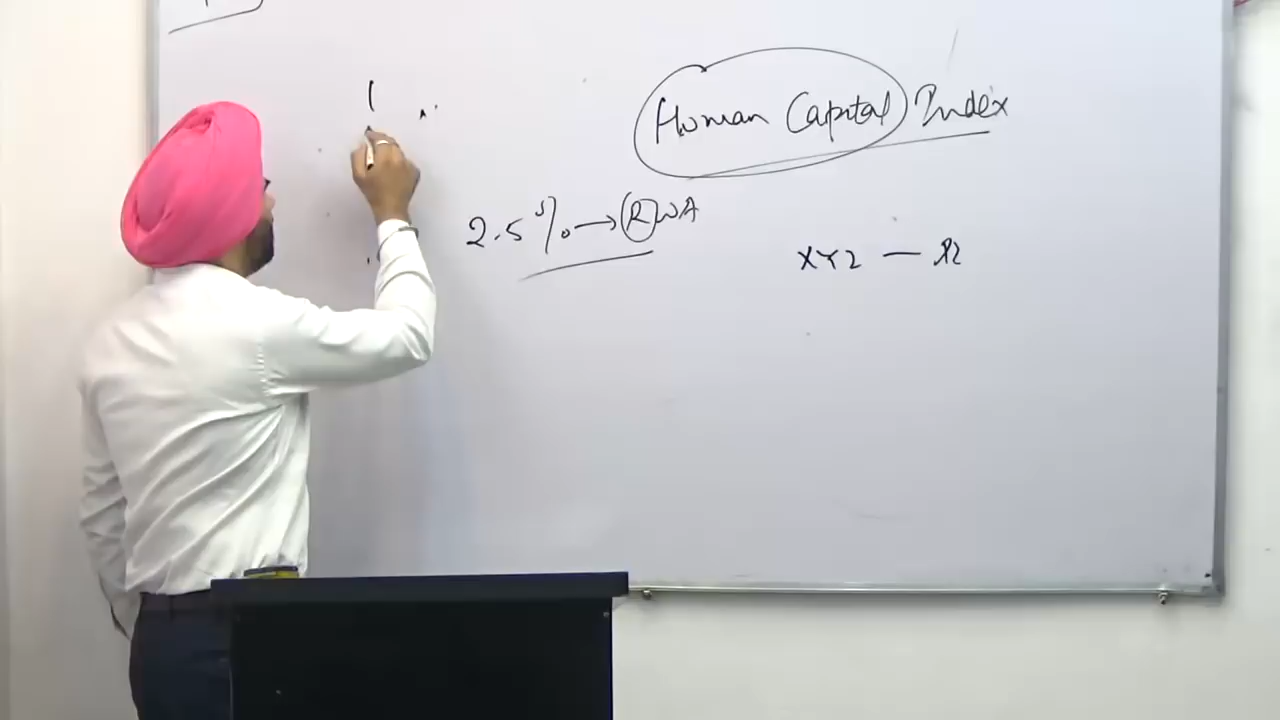 Human Capital Index
2.5% → RWA
XYZ —